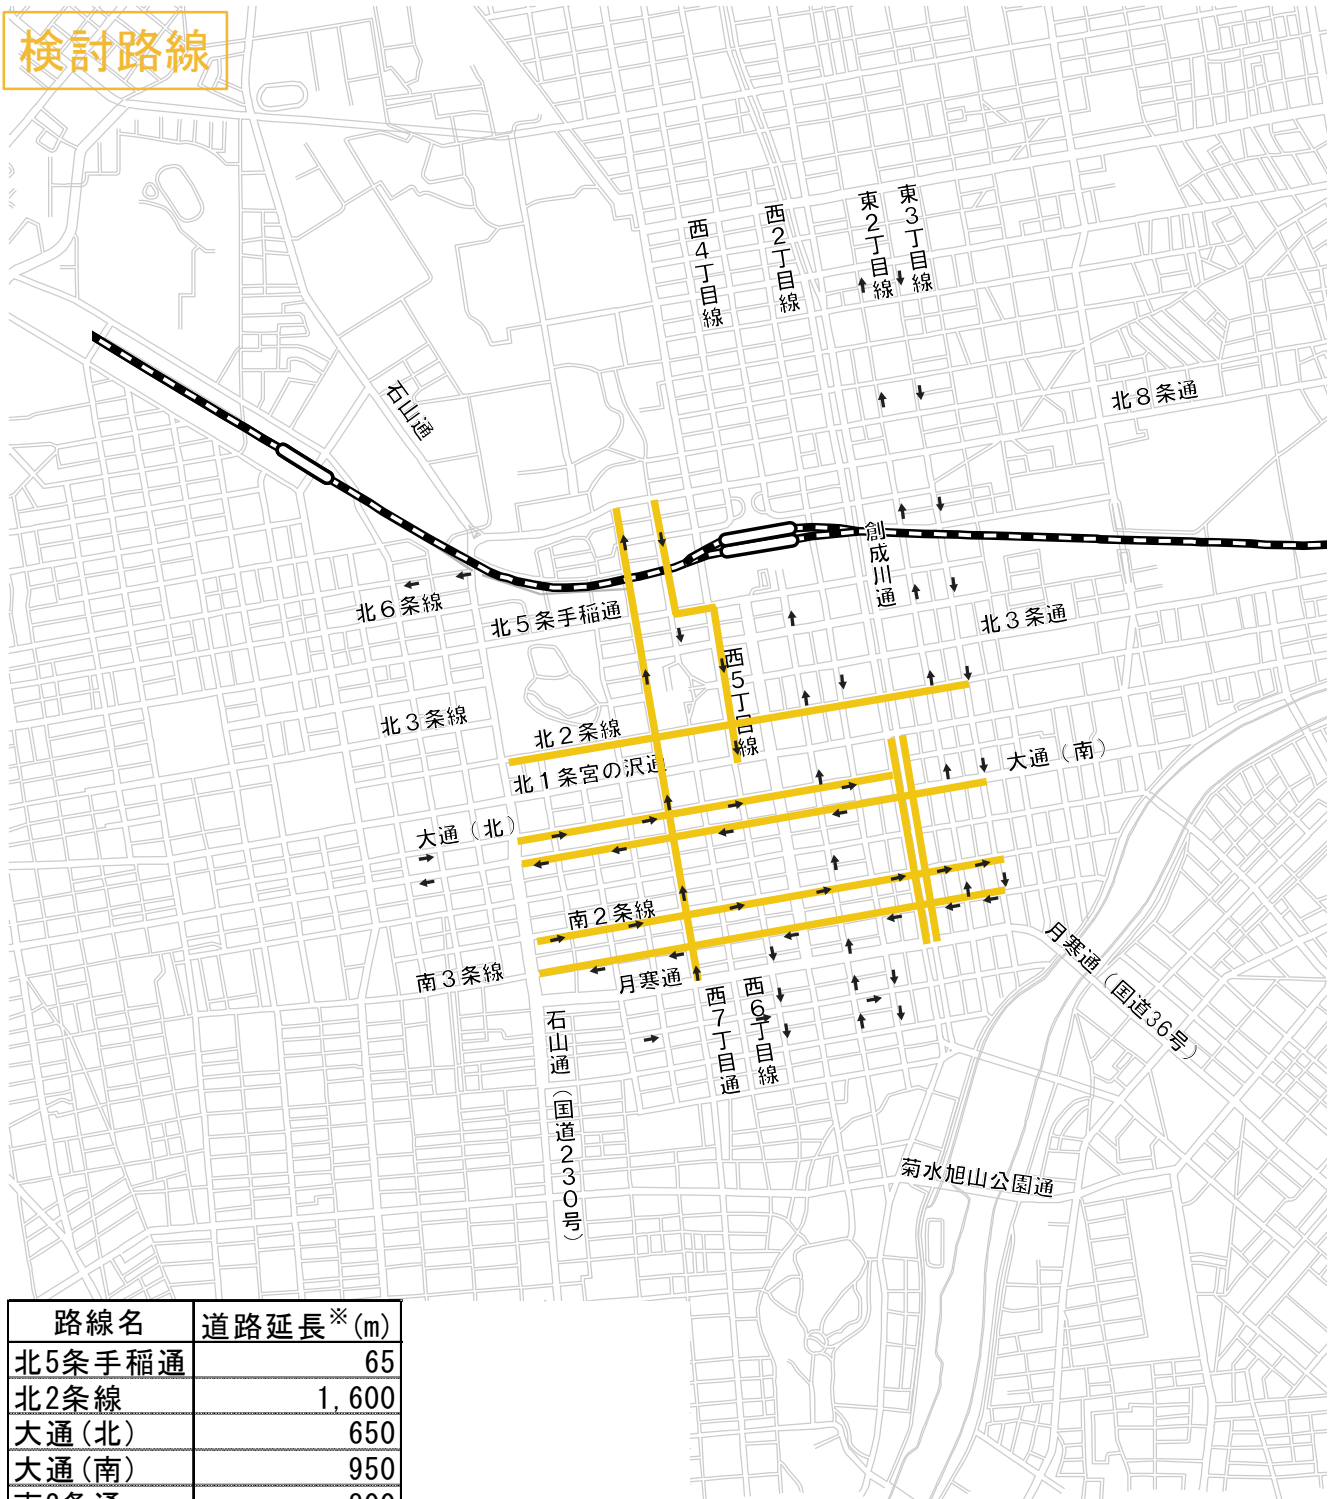 検討路線
西4丁目線
西2丁目線
東2丁目線
東3丁目線
石山通
北8条通
創成川通
北6条線
北5条手稲通
北3条通
西5丁目線
北3条線
北2条線
北1条宮の沢通
大通（南）
大通（北）
南2条線
南3条線
月寒通
月寒通（国道36号）
西7丁目通
西6丁目線
石山通（国道230号）
菊水旭山公園通
路線名 道路延長※(m)
北5条手稲通 65
北2条線 1,600
大通(北) 650
大通(南) 950